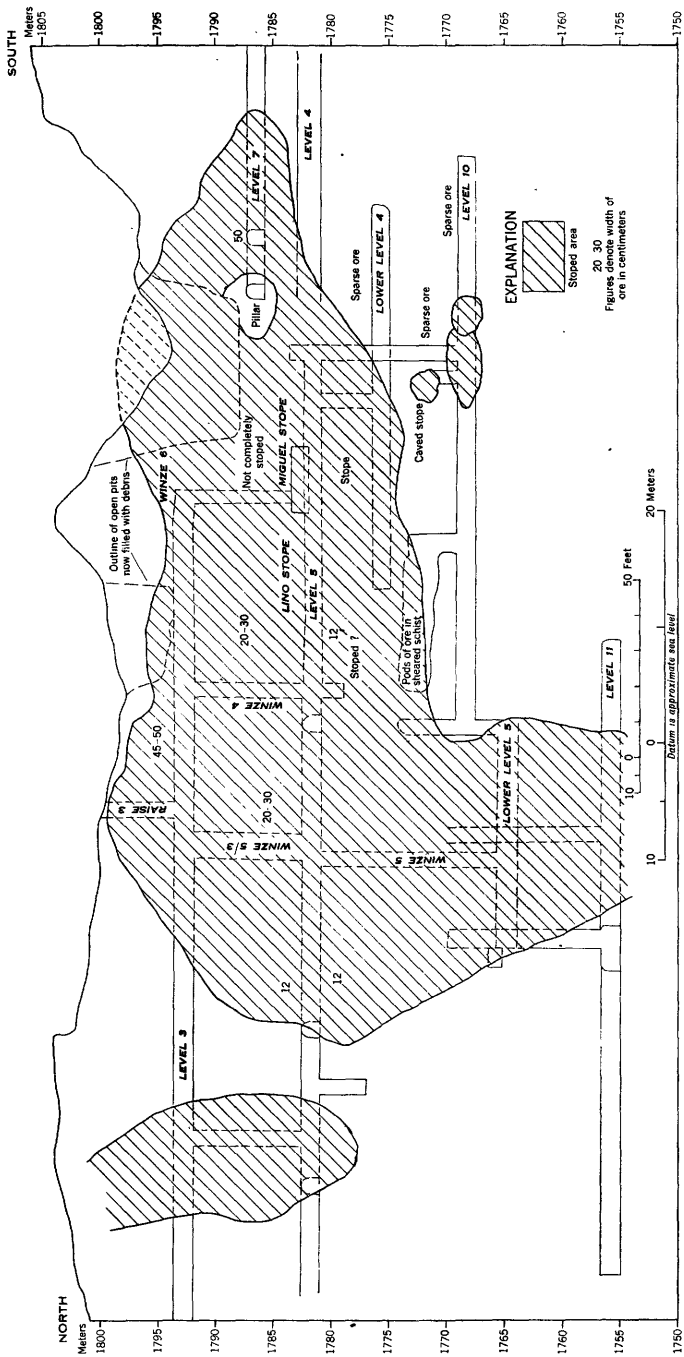 SOUTH
Meters
1805
1800
1795
1790
1785
1780
1775
1770
1765
1760
1755
1750
NORTH
Meters
1800
1795
1790
1785
1780
1775
1770
1765
1760
1755
1750
Outline of open pits
now filled with debris
WINZE 6
RAISE 3
45-50
LEVEL 3
Not completely
stoped
Pillar
50
LEVEL 7
LEVEL 4
MIGUEL STOPE
LINO STOPE
LEVEL 5
20-30
20-30
WINZE 4
WINZE 5/3
12
12
12
Stoped ?
Stope
Sparse ore
LOWER LEVEL 4
Sparse ore
Caved stope
Sparse ore
LEVEL 10
Pods of ore in
sheared schist
WINZE 5
LOWER LEVEL 5
LEVEL 11
EXPLANATION
Stoped area
20 30
Figures denote width of
ore in centimeters
10 0 50 Feet
10 0 20 Meters
Datum is approximate sea level